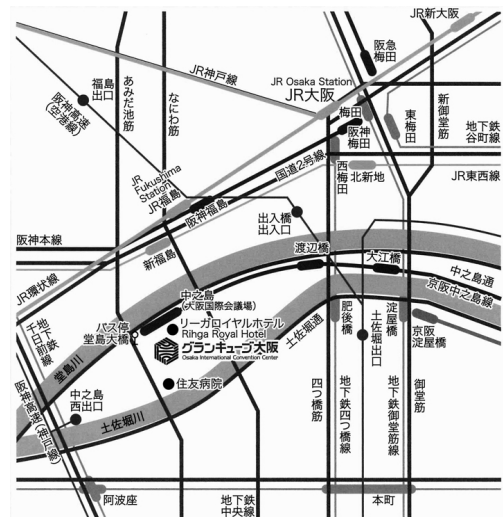 JR新大阪
阪急
梅田
JR神戸線
JR Osaka Station
JR大阪
福島
出口
阪神高速
(空港線)
あみだ池筋
なにわ筋
梅田
阪神
梅田
東梅田
新御堂筋
地下鉄
谷町線
国道2号線
西梅田
北新地
JR東西線
JR
Fukushima
Station
JR福島
阪神福島
新福島
出入橋
出入口
阪神本線
JR環状線
渡辺橋
大江橋
中之島通
京阪中之島線
中之島
(大阪国際会議場)
バス停
堂島大橋
リーガロイヤルホテル
Rihga Royal Hotel
グランキューブ大阪
Osaka International Convention Center
堂島川
土佐堀通
肥後橋
土佐堀出口
淀屋橋
京阪
淀屋橋
地下鉄
千日前線
阪神高速(神戸線)
中之島
西出口
住友病院
土佐堀川
四つ橋筋
地下鉄四つ橋線
地下鉄御堂筋線
御堂筋
阿波座
地下鉄
中央線
本町